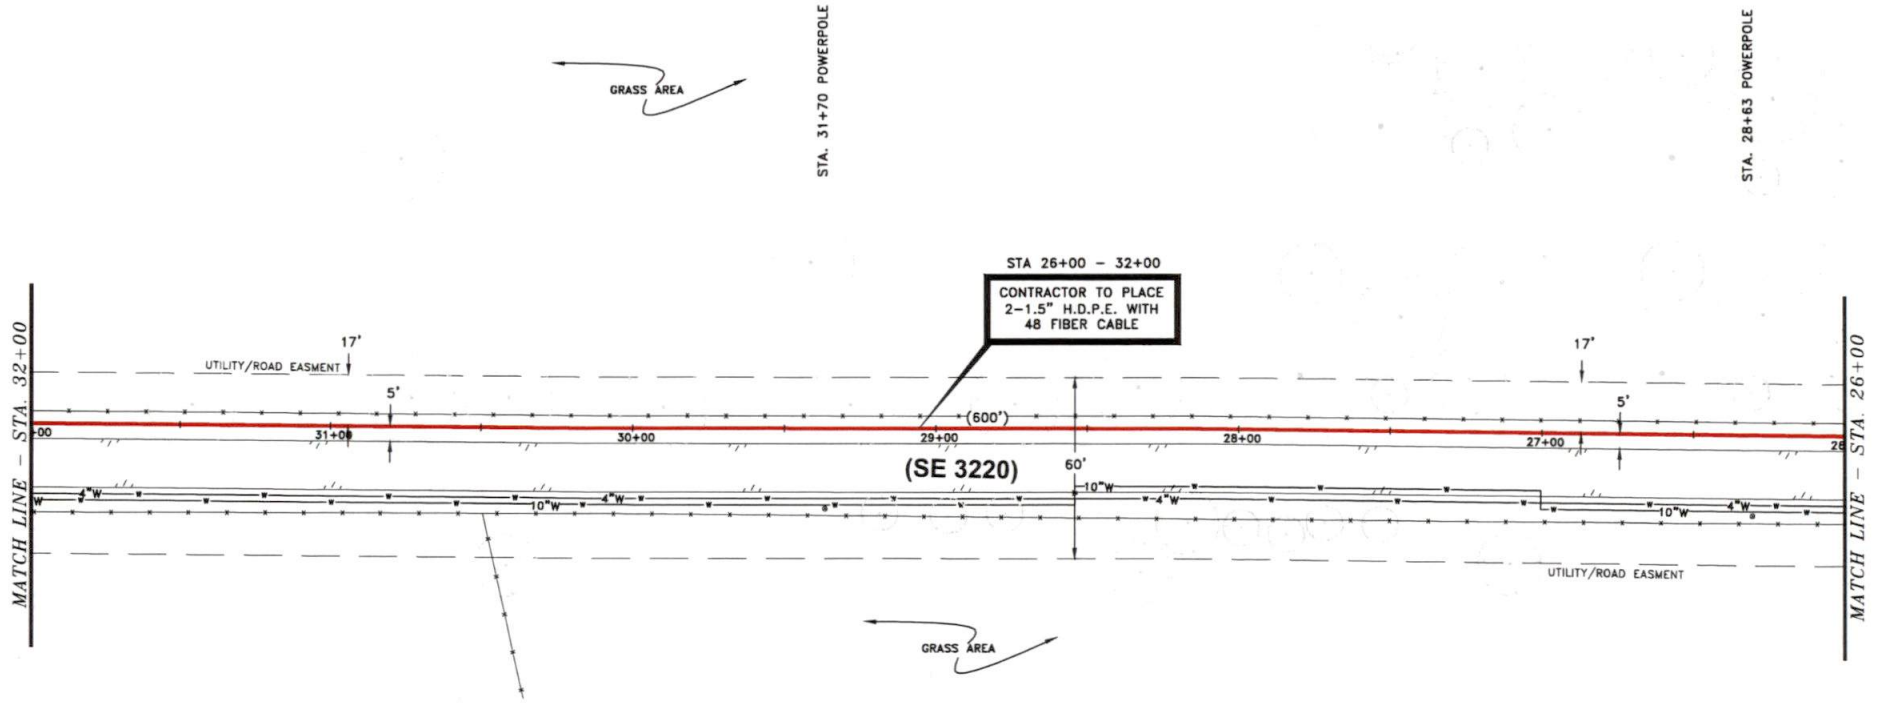 STA. 31+70 POWERPOLE
STA. 28+63 POWERPOLE
GRASS AREA
STA 26+00 - 32+00
CONTRACTOR TO PLACE
2-1.5" H.D.P.E. WITH
48 FIBER CABLE
MATCH LINE - STA. 32+00
MATCH LINE - STA. 26+00
17'
17'
UTILITY/ROAD EASMENT
5'
5'
(600')
+00
31+00
30+00
29+00
28+00
27+00
26
(SE 3220)
60'
4"W W W W W 4"W W W W W
W W W W 10"W W W W W
10"W W W W
4"W W W W W 4"W W
W 10"W W
UTILITY/ROAD EASMENT
GRASS AREA